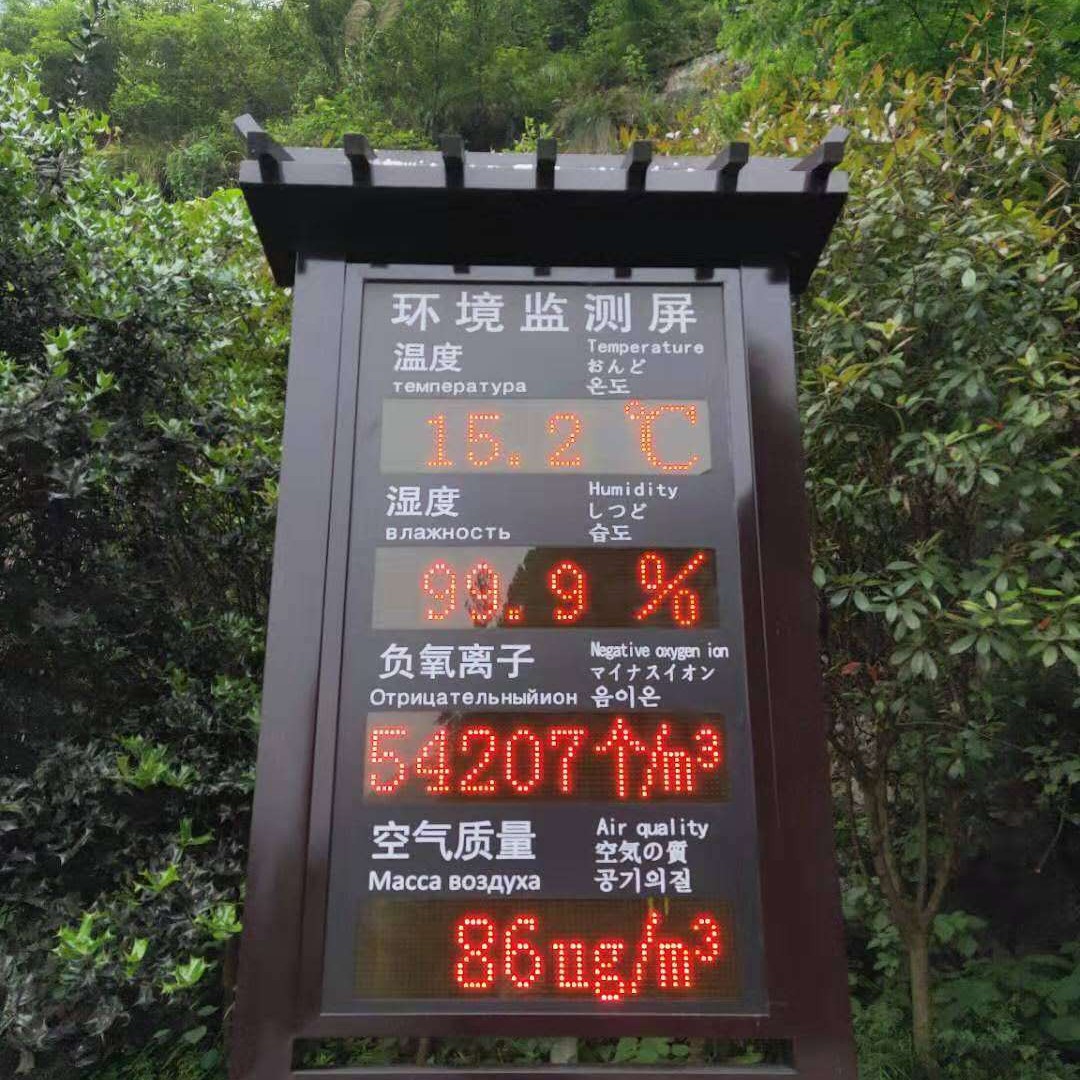 环境监测屏
温度 Temperature
おんど
температура 온도
15.2 ℃
湿度 Humidity
しつど
влажность 습도
99.9 %
负氧离子 Negative oxygen ion
マイナスイオン
Отрицательныйион 음이온
54207个/m³
空气质量 Air quality
空気の質
Масса воздуха 공기의질
86ug/m³